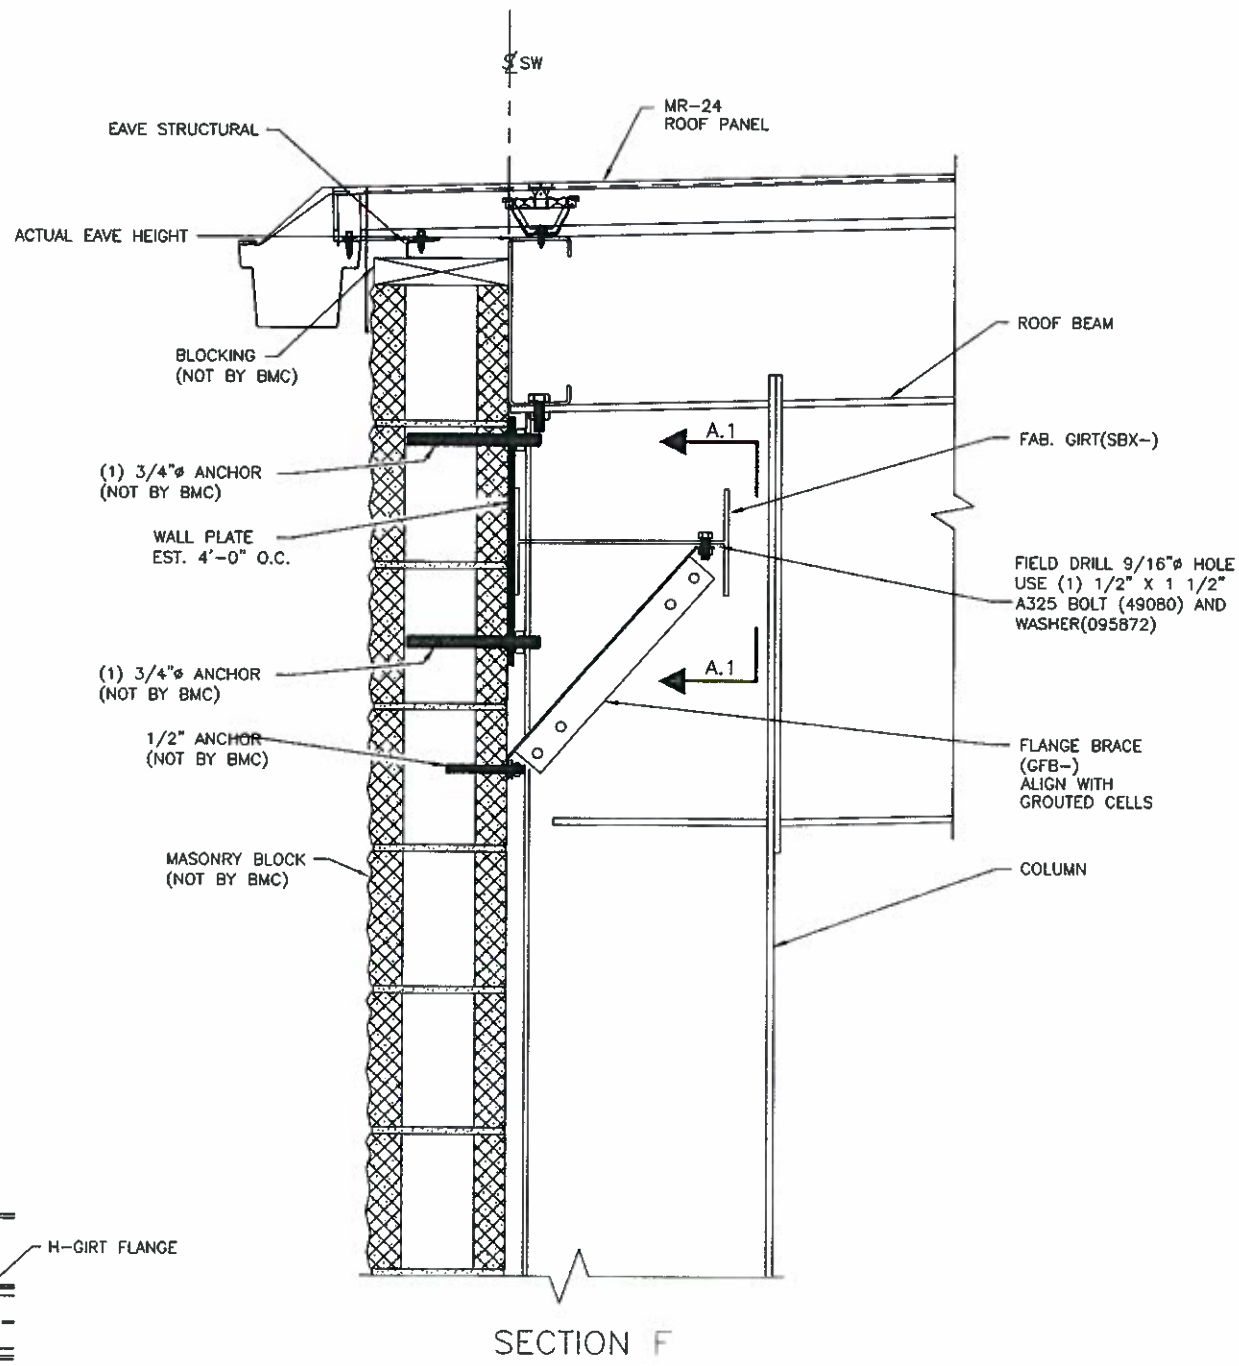 SW
MR-24
ROOF PANEL
EAVE STRUCTURAL
ACTUAL EAVE HEIGHT
BLOCKING
(NOT BY BMC)
ROOF BEAM
A.1
FAB. GIRT(SBX-)
(1) 3/4"ø ANCHOR
(NOT BY BMC)
WALL PLATE
EST. 4'-0" O.C.
FIELD DRILL 9/16"ø HOLE
USE (1) 1/2" X 1 1/2"
A325 BOLT (49080) AND
WASHER(095872)
(1) 3/4"ø ANCHOR
(NOT BY BMC)
A.1
1/2" ANCHOR
(NOT BY BMC)
FLANGE BRACE
(GFB-)
ALIGN WITH
GROUTED CELLS
MASONRY BLOCK
(NOT BY BMC)
COLUMN
H-GIRT FLANGE
SECTION F